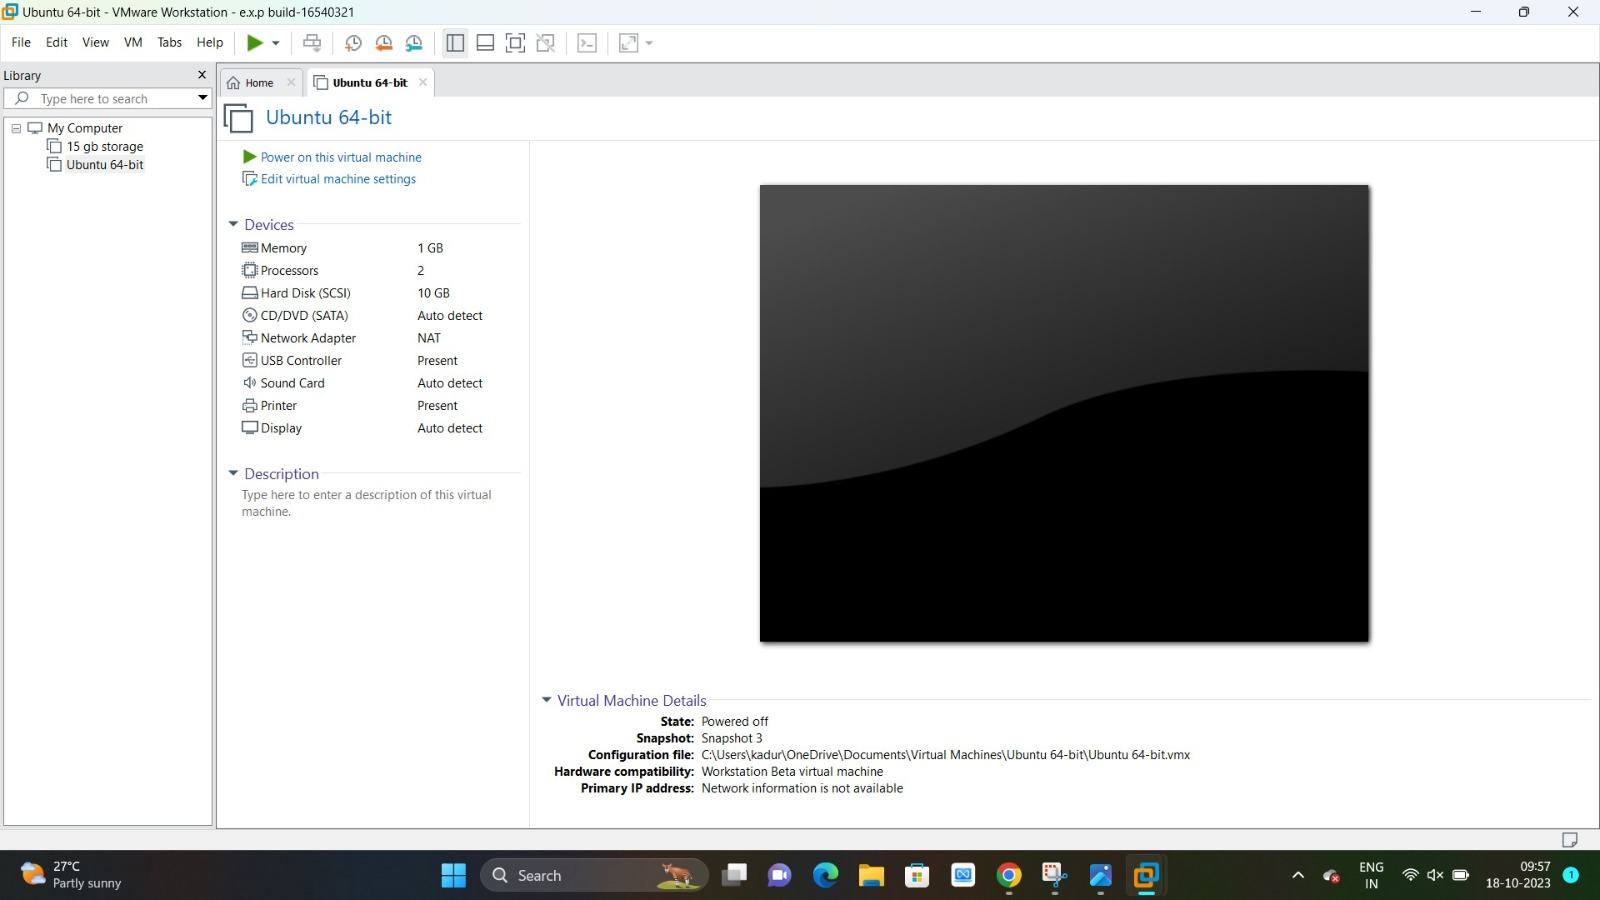 Ubuntu 64-bit - VMware Workstation - e.x.p build-16540321
File Edit View VM Tabs Help
Library
Type here to search
My Computer
15 gb storage
Ubuntu 64-bit
Home
Ubuntu 64-bit
Ubuntu 64-bit
Power on this virtual machine
Edit virtual machine settings
Devices
Memory 1 GB
Processors 2
Hard Disk (SCSI) 10 GB
CD/DVD (SATA) Auto detect
Network Adapter NAT
USB Controller Present
Sound Card Auto detect
Printer Present
Display Auto detect
Description
Type here to enter a description of this virtual
machine.
Virtual Machine Details
State: Powered off
Snapshot: Snapshot 3
Configuration file: C:\Users\kadur\OneDrive\Documents\Virtual Machines\Ubuntu 64-bit\Ubuntu 64-bit.vmx
Hardware compatibility: Workstation Beta virtual machine
Primary IP address: Network information is not available
27°C
Partly sunny
Search
ENG
IN
09:57
18-10-2023
1